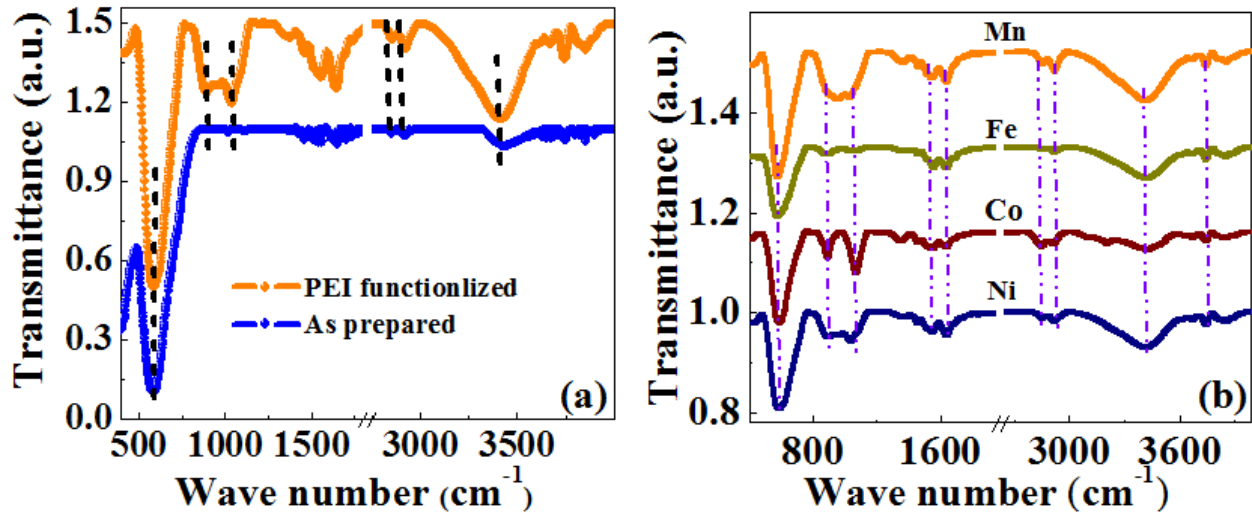 1.5
1.2
0.9
0.6
0.3
0.0
Transmittance (a.u.)
PEI functionlized
As prepared
(a)
500 1000 1500 3000 3500
Wave number (cm⁻¹)
Mn
Fe
Co
Ni
1.4
1.2
1.0
0.8
Transmittance (a.u.)
(b)
800 1600 3000 3600
Wave number (cm⁻¹)